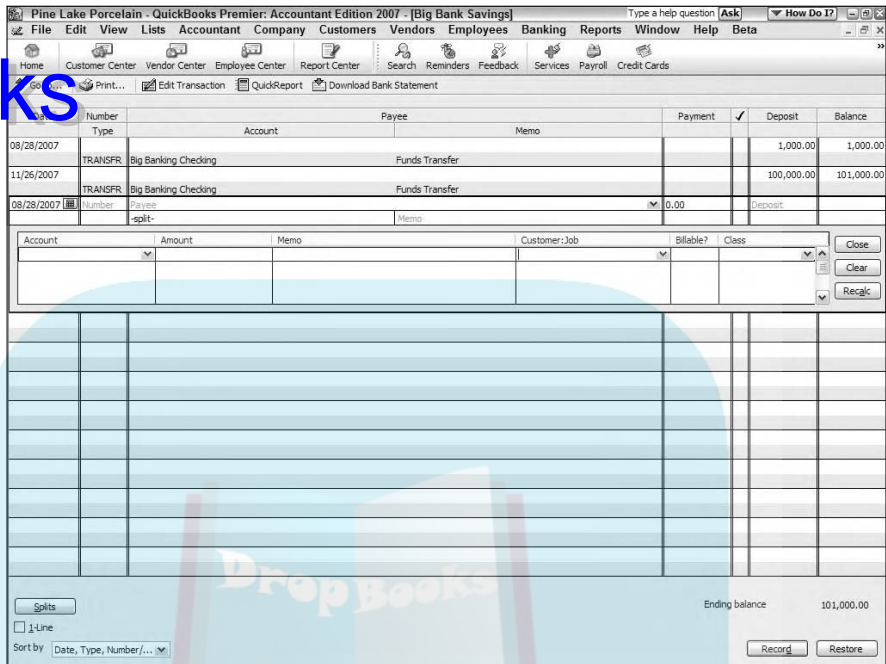 Pine Lake Porcelain - QuickBooks Premier: Accountant Edition 2007 - [Big Bank Savings] Type a help question Ask How Do I?
File Edit View Lists Accountant Company Customers Vendors Employees Banking Reports Window Help Beta
Home Customer Center Vendor Center Employee Center Report Center Search Reminders Feedback Services Payroll Credit Cards »
ks
Print... Edit Transaction QuickReport Download Bank Statement
Number Payee Payment ✓ Deposit Balance
Type Account Memo
08/28/2007 1,000.00 1,000.00
TRANSFR Big Banking Checking Funds Transfer
11/26/2007 100,000.00 101,000.00
TRANSFR Big Banking Checking Funds Transfer
08/28/2007 Number Payee 0.00 Deposit
-split- Memo
Account Amount Memo Customer:Job Billable? Class Close
Clear
Recalc
DropBooks
Splits Ending balance 101,000.00
1-Line
Sort by Date, Type, Number/... Record Restore